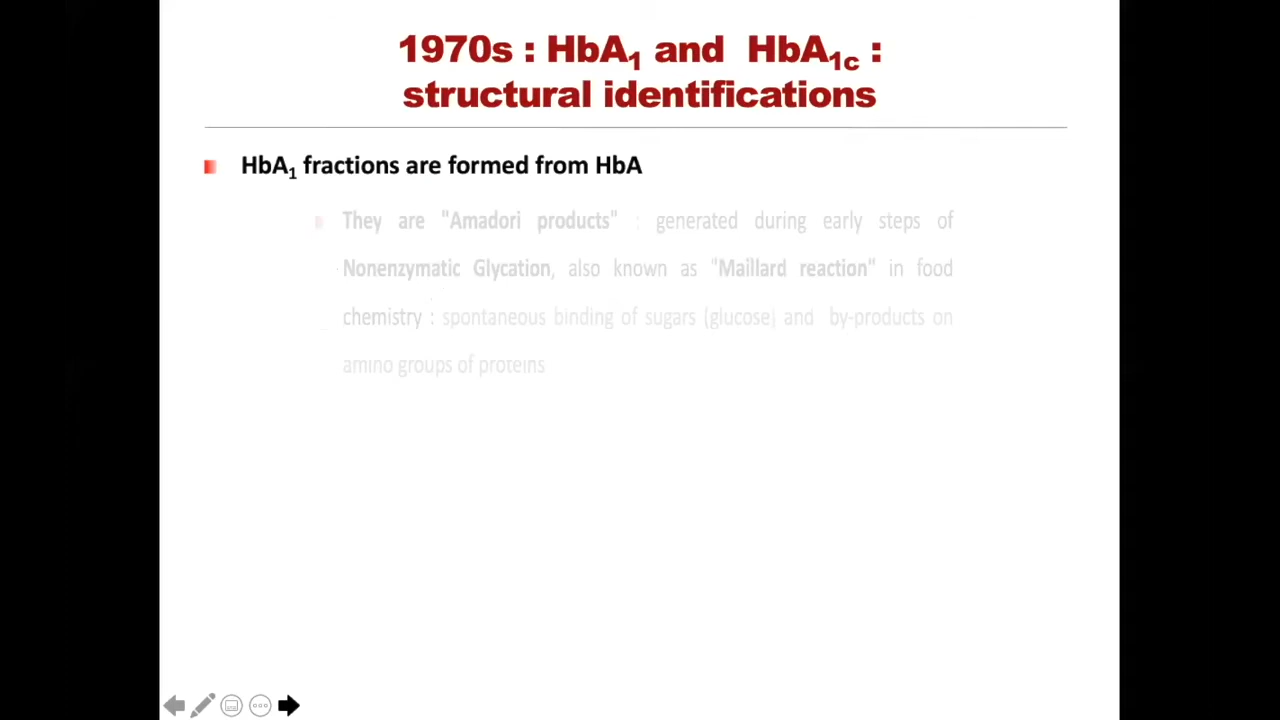 1970s : HbA1 and HbA1c :
structural identifications
HbA1 fractions are formed from HbA
They are "Amadori products" : generated during early steps of
Nonenzymatic Glycation, also known as "Maillard reaction" in food
chemistry : spontaneous binding of sugars (glucose) and by-products on
amino groups of proteins